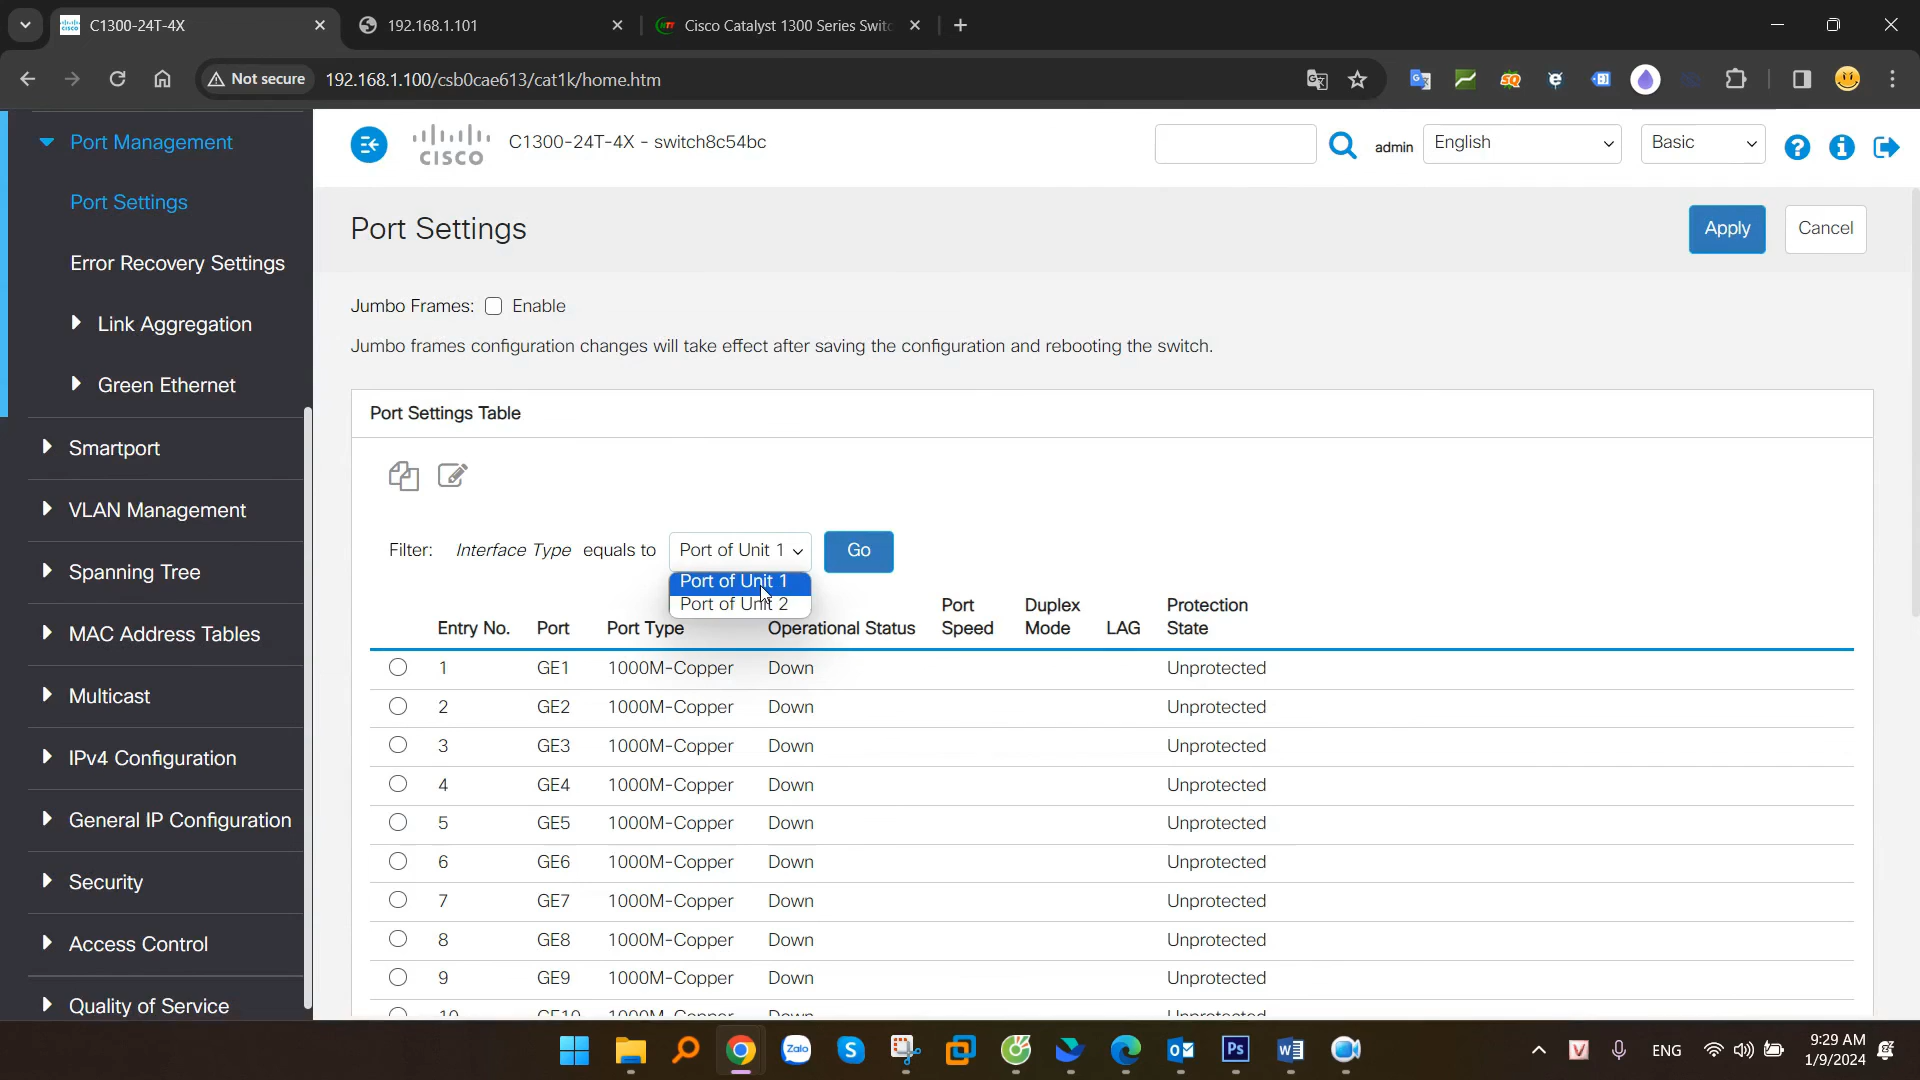 C1300-24T-4X
192.168.1.101
Cisco Catalyst 1300 Series Switc
Not secure
192.168.1.100/csb0cae613/cat1k/home.htm
Port Management
Port Settings
Error Recovery Settings
Link Aggregation
Green Ethernet
Smartport
VLAN Management
Spanning Tree
MAC Address Tables
Multicast
IPv4 Configuration
General IP Configuration
Security
Access Control
Quality of Service
CISCO
C1300-24T-4X - switch8c54bc
admin
English
Basic
Port Settings
Apply
Cancel
Jumbo Frames: Enable
Jumbo frames configuration changes will take effect after saving the configuration and rebooting the switch.
Port Settings Table
Filter: Interface Type equals to Port of Unit 1 Go
Port of Unit 1
Port of Unit 2
Entry No. Port Port Type Operational Status Port Speed Duplex Mode LAG Protection State
1 GE1 1000M-Copper Down Unprotected
2 GE2 1000M-Copper Down Unprotected
3 GE3 1000M-Copper Down Unprotected
4 GE4 1000M-Copper Down Unprotected
5 GE5 1000M-Copper Down Unprotected
6 GE6 1000M-Copper Down Unprotected
7 GE7 1000M-Copper Down Unprotected
8 GE8 1000M-Copper Down Unprotected
9 GE9 1000M-Copper Down Unprotected
10 GE10 1000M-Copper Down Unprotected
Zalo
Ps
ENG
9:29 AM
1/9/2024